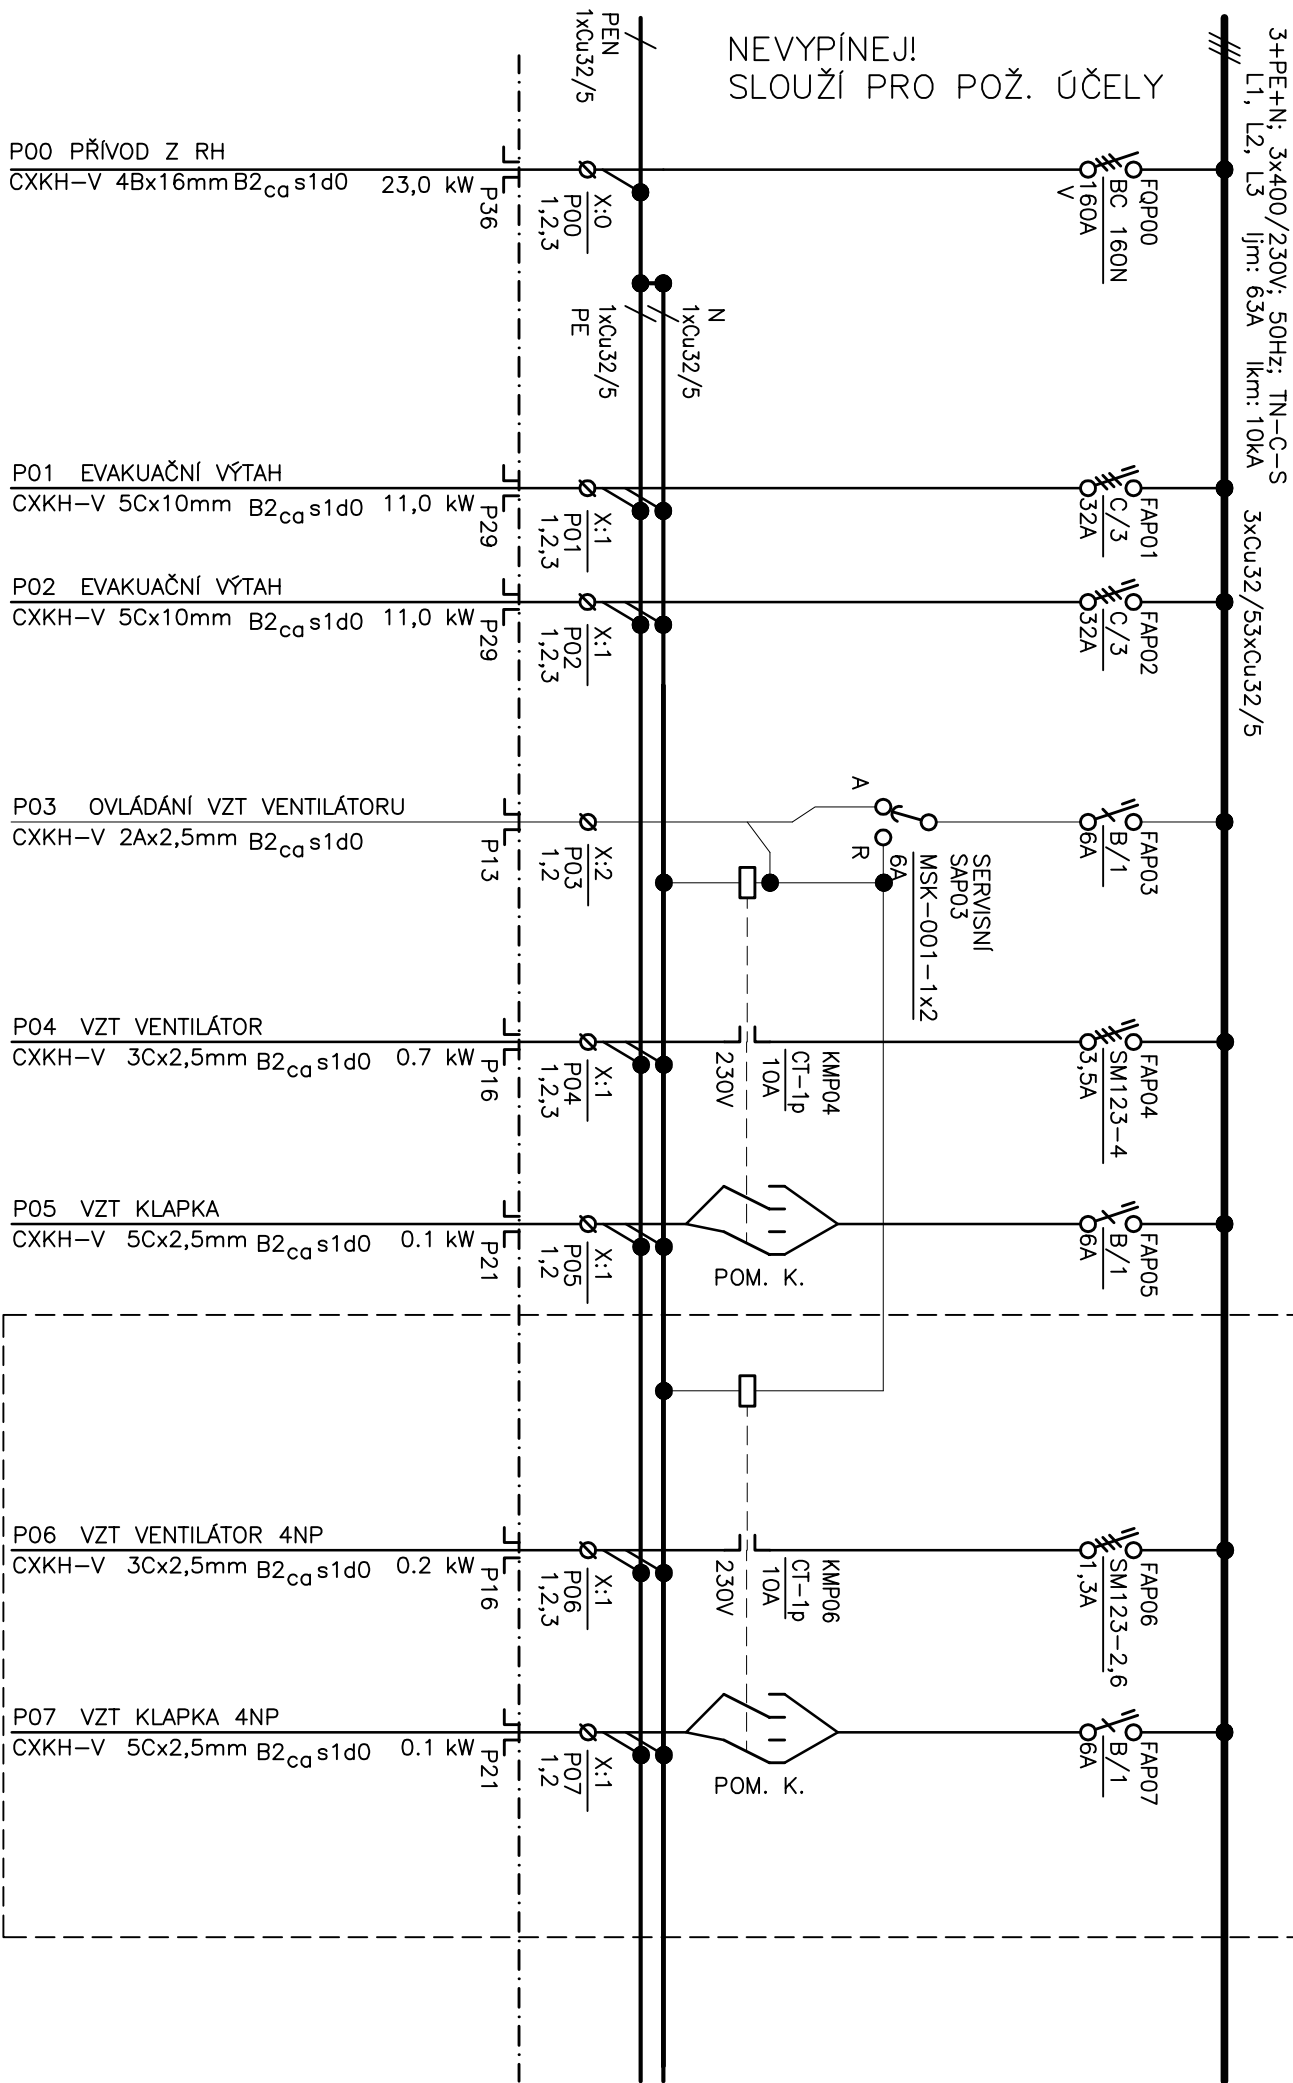 NEVYPÍNEJ!
SLOUŽÍ PRO POŽ. ÚČELY
3+PE+N; 3x400/230V; 50Hz; TN-C-S
L1, L2, L3 Ijm: 63A Ikm: 10kA 3xCu32/53xCu32/5
PEN
1xCu32/5
P00 PŘÍVOD Z RH
CXKH-V 4Bx16mm B2ca s1d0 23,0 kW
P36
X:0
P00
1,2,3
FQP00
BC 160N
160A
V
N
1xCu32/5
1xCu32/5
PE
P01 EVAKUAČNÍ VÝTAH
CXKH-V 5Cx10mm B2ca s1d0 11,0 kW
P29
X:1
P01
1,2,3
FAP01
C/3
32A
P02 EVAKUAČNÍ VÝTAH
CXKH-V 5Cx10mm B2ca s1d0 11,0 kW
P29
X:1
P02
1,2,3
FAP02
C/3
32A
P03 OVLÁDÁNÍ VZT VENTILÁTORU
CXKH-V 2Ax2,5mm B2ca s1d0
P13
X:2
P03
1,2
A
R
SERVISNÍ
SAP03
MSK-001-1x2
6A
FAP03
B/1
6A
P04 VZT VENTILÁTOR
CXKH-V 3Cx2,5mm B2ca s1d0 0.7 kW
P16
X:1
P04
1,2,3
KMP04
CT-1p
10A
230V
FAP04
SM123-4
3,5A
P05 VZT KLAPKA
CXKH-V 5Cx2,5mm B2ca s1d0 0.1 kW
P21
X:1
P05
1,2
POM. K.
FAP05
B/1
6A
P06 VZT VENTILÁTOR 4NP
CXKH-V 3Cx2,5mm B2ca s1d0 0.2 kW
P16
X:1
P06
1,2,3
KMP06
CT-1p
10A
230V
FAP06
SM123-2,6
1,3A
P07 VZT KLAPKA 4NP
CXKH-V 5Cx2,5mm B2ca s1d0 0.1 kW
P21
X:1
P07
1,2
POM. K.
FAP07
B/1
6A